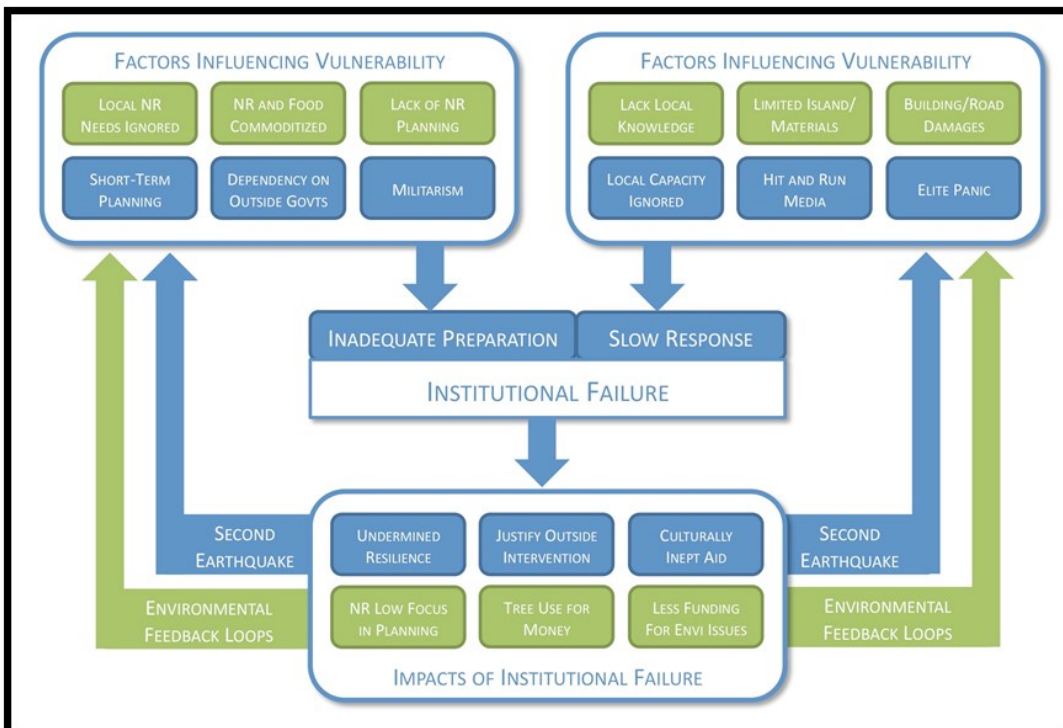 FACTORS INFLUENCING VULNERABILITY
LOCAL NR
NEEDS IGNORED
NR AND FOOD
COMMODITIZED
LACK OF NR
PLANNING
SHORT-TERM
PLANNING
DEPENDENCY ON
OUTSIDE GOVTS
MILITARISM
FACTORS INFLUENCING VULNERABILITY
LACK LOCAL
KNOWLEDGE
LIMITED ISLAND/
MATERIALS
BUILDING/ROAD
DAMAGES
LOCAL CAPACITY
IGNORED
HIT AND RUN
MEDIA
ELITE PANIC
INADEQUATE PREPARATION
SLOW RESPONSE
INSTITUTIONAL FAILURE
SECOND
EARTHQUAKE
ENVIRONMENTAL
FEEDBACK LOOPS
UNDERMINED
RESILIENCE
JUSTIFY OUTSIDE
INTERVENTION
CULTURALLY
INEPT AID
NR LOW FOCUS
IN PLANNING
TREE USE FOR
MONEY
LESS FUNDING
FOR ENVI ISSUES
IMPACTS OF INSTITUTIONAL FAILURE
SECOND
EARTHQUAKE
ENVIRONMENTAL
FEEDBACK LOOPS